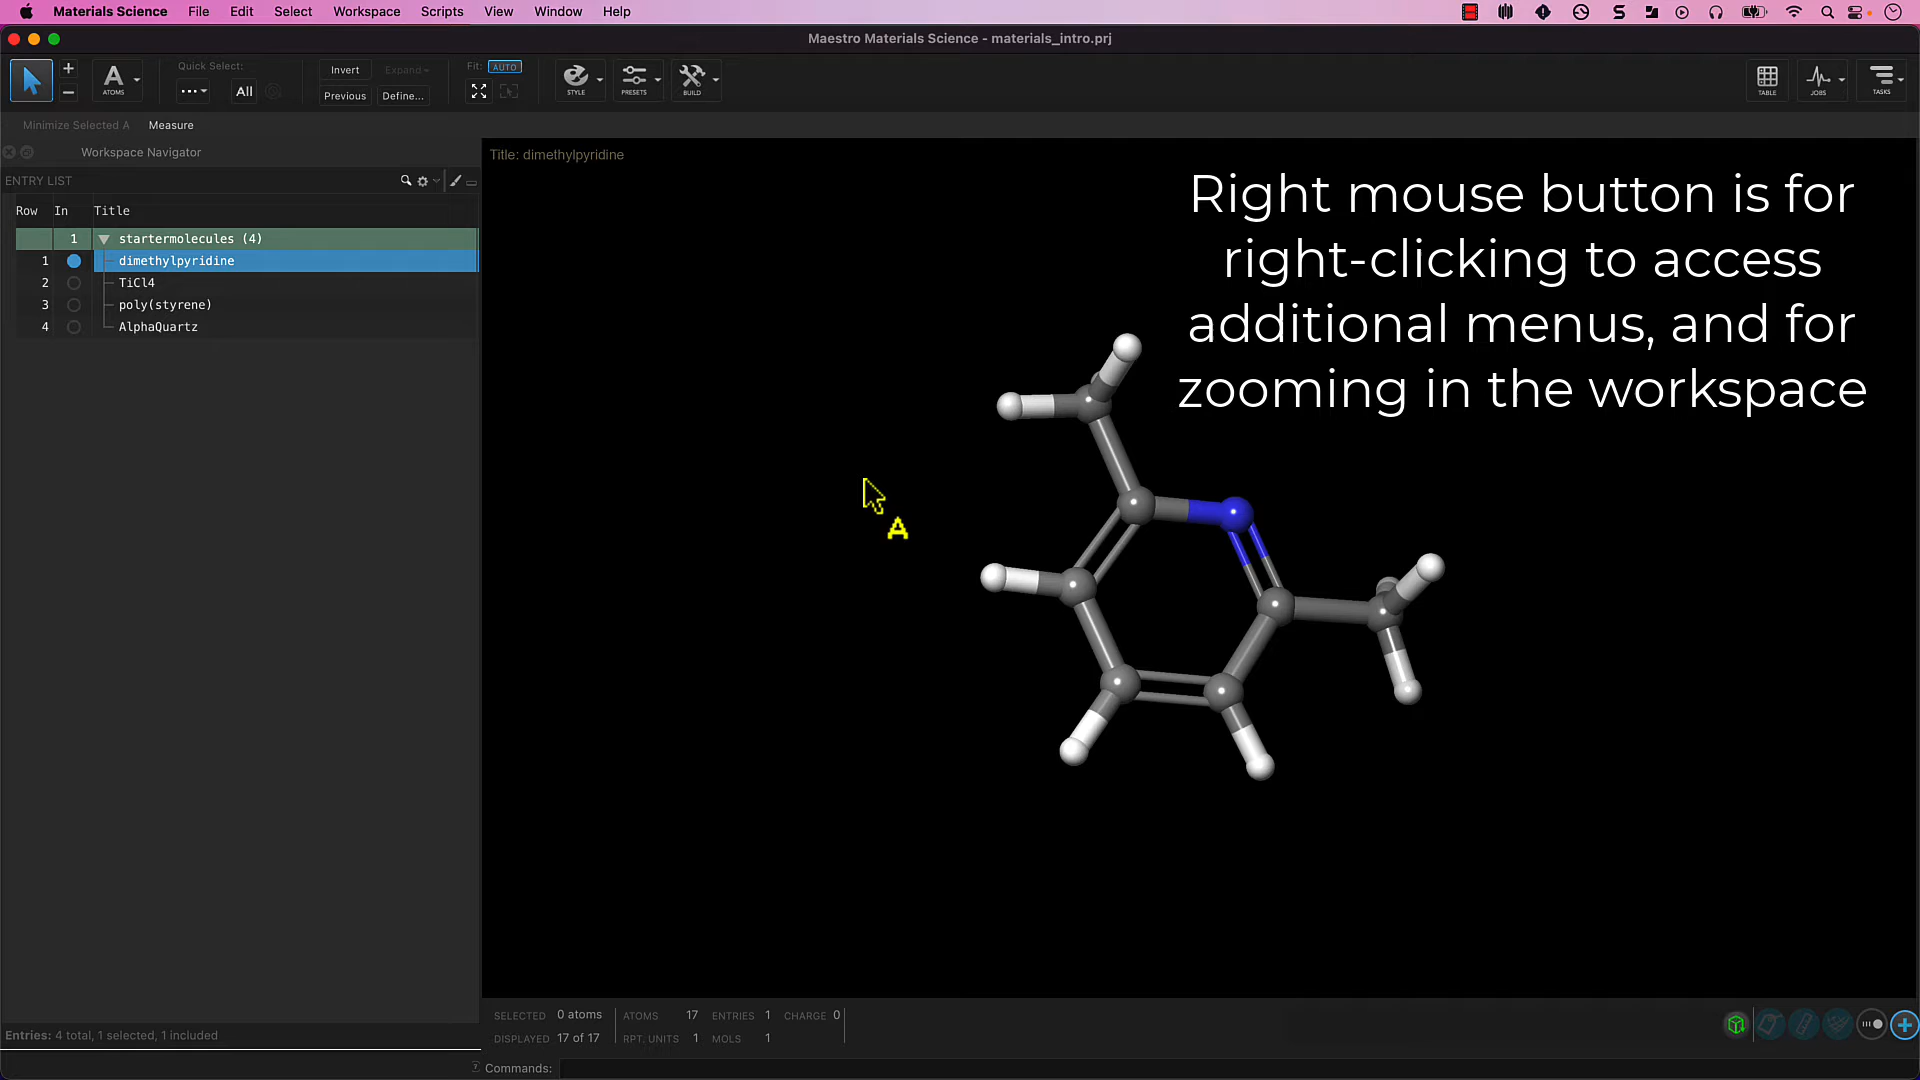 Materials Science File Edit Select Workspace Scripts View Window Help
Maestro Materials Science - materials_intro.prj
A
ATOMS
Quick Select:
All
Invert
Expand
Previous
Define...
Fit: AUTO
STYLE
PRESETS
BUILD
TABLE
JOBS
TASKS
Minimize Selected A
Measure
Workspace Navigator
ENTRY LIST
Row In Title
1 startermolecules (4)
1 dimethylpyridine
2 TiCl4
3 poly(styrene)
4 AlphaQuartz
Title: dimethylpyridine
Right mouse button is for
right-clicking to access
additional menus, and for
zooming in the workspace
A
SELECTED 0 atoms ATOMS 17 ENTRIES 1 CHARGE 0
DISPLAYED 17 of 17 RPT. UNITS 1 MOLS 1
Entries: 4 total, 1 selected, 1 included
Commands: